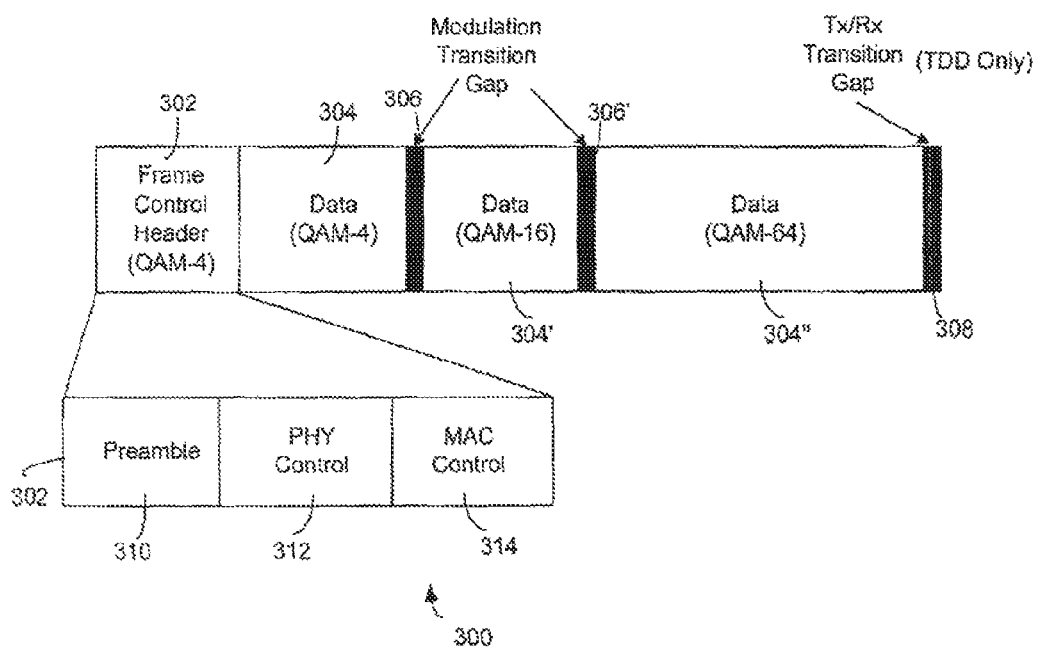 Modulation
Transition
Gap
Tx/Rx
Transition
Gap
(TDD Only)
302
304
306
306'
Frame
Control
Header
(QAM-4)
Data
(QAM-4)
Data
(QAM-16)
Data
(QAM-64)
304'
304"
308
Preamble
PHY
Control
MAC
Control
302
310
312
314
300